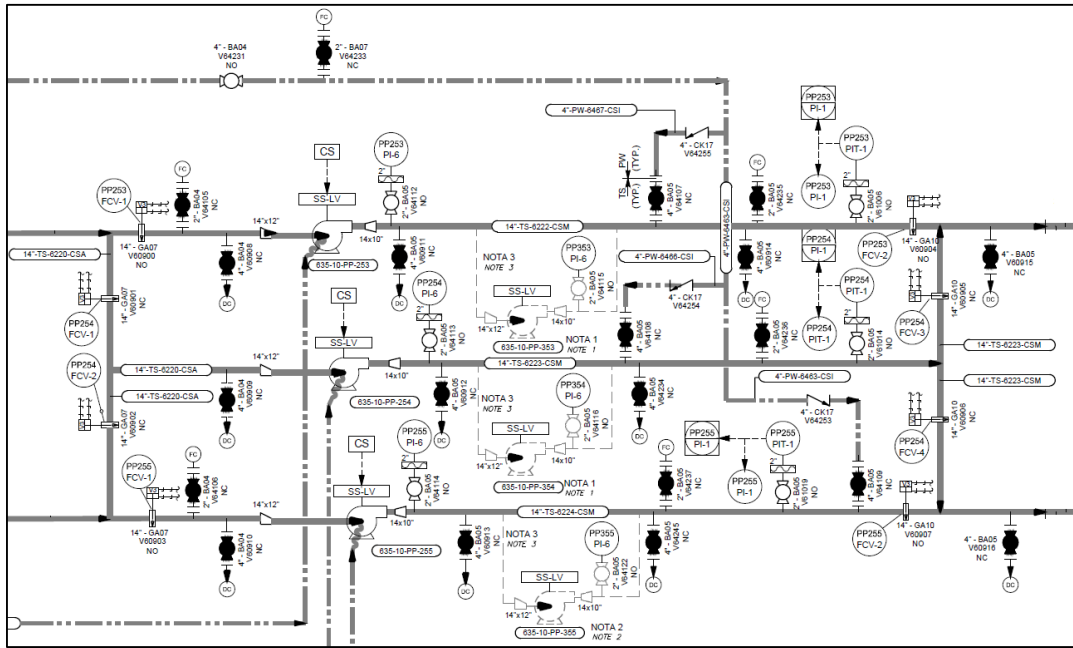 FC
4" - BA04
V64231
NO
2" - BA07
V64233
NC
4"-PW-6467-CSI
PP253
PI-1
4" - CK17
V64255
PP253
PIT-1
PP253
PI-1
PW
(TYP.)
TS
(TYP.)
FC
2" - BA04
V64105
NC
CS
SS-LV
PP253
PI-6
2"
2" - BA05
V64112
NO
PP253
FCV-1
14" - GA07
V60900
NO
14"x12"
14x10"
14"-TS-6222-CSM
4" - BA05
V64107
NC
4"-PW-6463-CSI
FC
2" - BA05
V64235
NC
2"
2" - BA05
V61006
NO
PP253
FCV-2
14" - GA10
V60904
NO
14"-TS-6220-CSA
4" - BA04
V60908
NC
DC
635-10-PP-253
4" - BA05
V60911
NC
DC
NOTA 3
NOTE 3
PP353
PI-6
2" - BA05
V64115
NO
SS-LV
14"x12"
14x10"
635-10-PP-353
NOTA 1
NOTE 1
4"-PW-6466-CSI
4" - CK17
V64254
4" - BA05
V64108
NC
4" - BA05
V60914
NC
DC
PP254
PI-1
PP254
PIT-1
PP254
PIT-1
2"
2" - BA05
V61014
NO
FC
2" - BA05
V64236
NC
4" - BA05
V60915
NC
DC
14" - GA10
V60905
NC
PP254
FCV-3
14" - GA07
V60901
NC
PP254
FCV-1
CS
SS-LV
PP254
PI-6
2"
2" - BA05
V64113
NO
PP254
FCV-2
14"-TS-6220-CSA
14"-TS-6220-CSA
14"x12"
14x10"
14"-TS-6223-CSM
14"-TS-6223-CSM
14"-TS-6223-CSM
14" - GA07
V60902
NC
4" - BA04
V60909
NC
DC
635-10-PP-254
4" - BA05
V60912
NC
DC
NOTA 3
NOTE 3
PP354
PI-6
2" - BA05
V64116
NO
SS-LV
14"x12"
14x10"
635-10-PP-354
NOTA 1
NOTE 1
4" - BA05
V64234
NC
DC
4"-PW-6463-CSI
4" - CK17
V64253
14" - GA10
V60906
NC
PP254
FCV-4
PP255
FCV-1
FC
2" - BA04
V64106
NC
CS
SS-LV
PP255
PI-6
2"
2" - BA05
V64114
NO
FC
2" - BA05
V64237
NC
PP255
PI-1
PP255
PIT-1
PP255
PI-1
2"
2" - BA05
V61019
NO
4" - BA05
V64109
NC
14" - GA07
V60903
NO
14"x12"
14x10"
14"-TS-6224-CSM
PP255
FCV-2
14" - GA10
V60907
NO
4" - BA04
V60910
NC
DC
635-10-PP-255
4" - BA05
V60913
NC
DC
NOTA 3
NOTE 3
PP355
PI-6
2" - BA05
V64122
NO
SS-LV
14"x12"
14x10"
635-10-PP-355
NOTA 2
NOTE 2
4" - BA05
V64245
NC
DC
4" - BA05
V60916
NC
DC